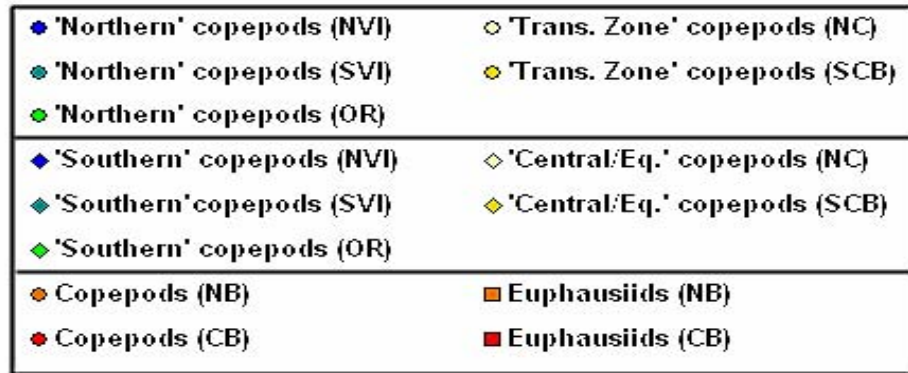 'Northern' copepods (NVI) 'Trans. Zone' copepods (NC)
'Northern' copepods (SVI) 'Trans. Zone' copepods (SCB)
'Northern' copepods (OR)
'Southern' copepods (NVI) 'Central/Eq.' copepods (NC)
'Southern'copepods (SVI) 'Central/Eq.' copepods (SCB)
'Southern' copepods (OR)
Copepods (NB) Euphausiids (NB)
Copepods (CB) Euphausiids (CB)